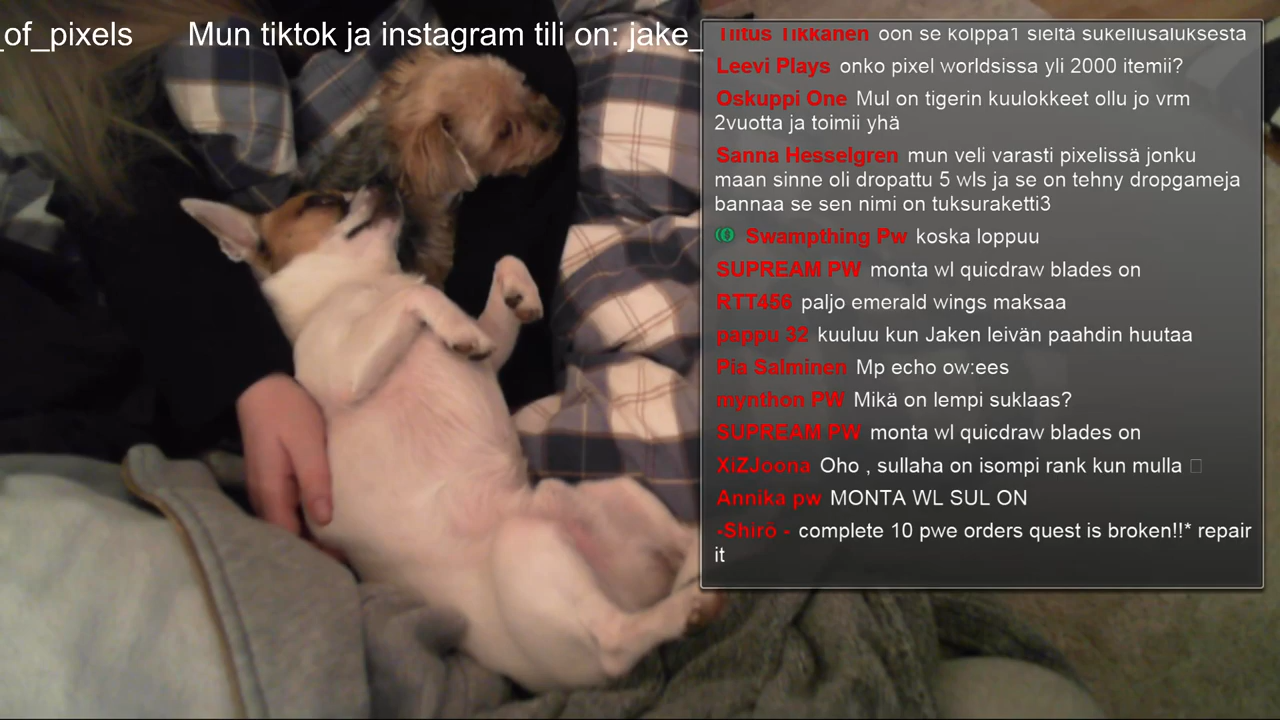 _of_pixels Mun tiktok ja instagram tili on: jake_
Titus Tikkanen oon se kolppa1 sieltä sukellusaluksesta
Leevi Plays onko pixel worldsissa yli 2000 itemii?
Oskuppi One Mul on tigerin kuulokkeet ollu jo vrm
2vuotta ja toimii yhä
Sanna Hesselgren mun veli varasti pixelissä jonku
maan sinne oli dropattu 5 wls ja se on tehny dropgameja
bannaa se sen nimi on tuksuraketti3
Swampthing Pw koska loppuu
SUPREAM PW monta wl quicdraw blades on
RTT456 paljo emerald wings maksaa
pappu 32 kuuluu kun Jaken leivän paahdin huutaa
Pia Salminen Mp echo ow:ees
mynthon PW Mikä on lempi suklaas?
SUPREAM PW monta wl quicdraw blades on
XiZJoona Oho , sullaha on isompi rank kun mulla
Annika pw MONTA WL SUL ON
-Shirō - complete 10 pwe orders quest is broken!!* repair
it